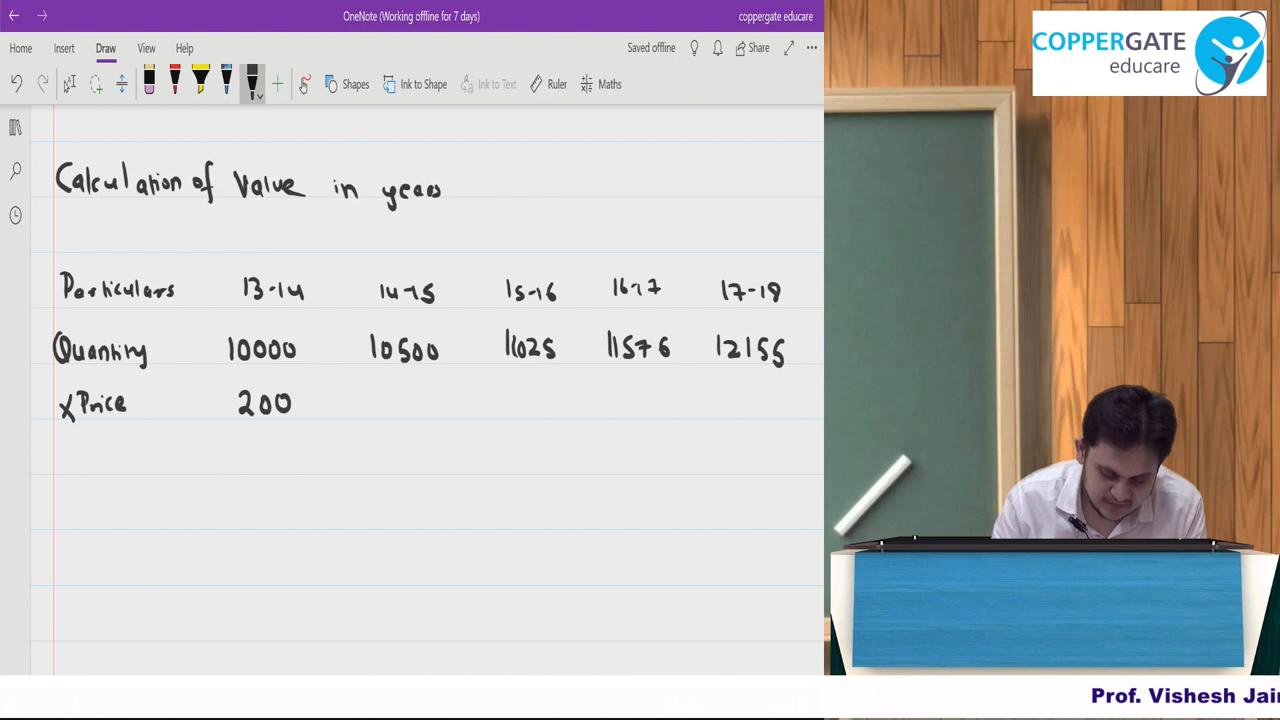 OneNote (Working offline for 7 days)
coppergate educare
Home Insert Draw View Help
Saved offline Share
Shapes Ink to Shape Ink to Text Ruler Maths
COPPERGATE
educare
Calculation of Value in years
Particulars 13-14 14-15 15-16 16-17 17-18
Quantity 10000 10500 11025 11576 12155
x Price 200
Prof. Vishesh Jain